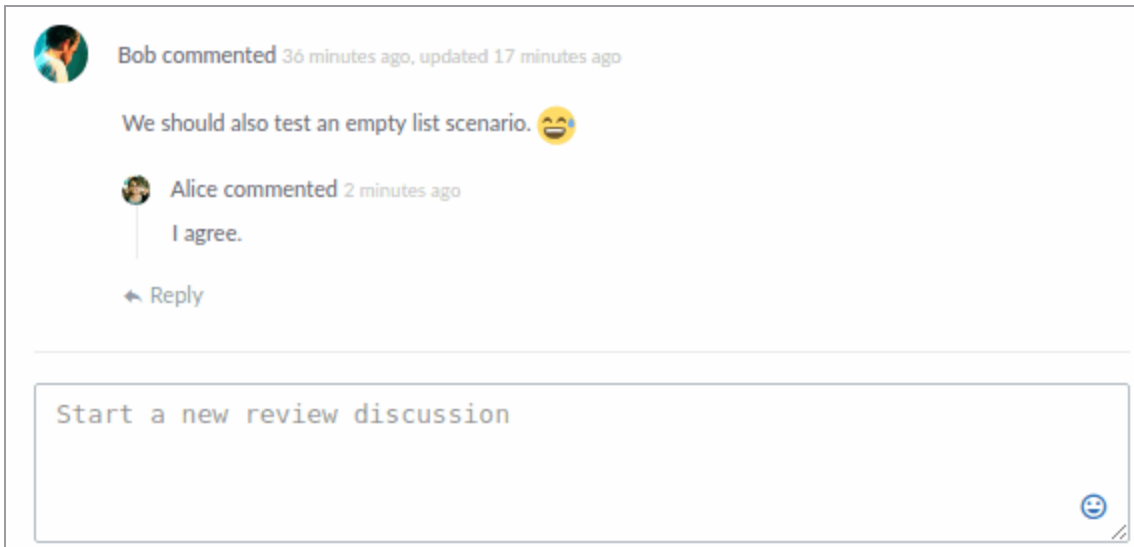 Bob commented 36 minutes ago, updated 17 minutes ago
We should also test an empty list scenario. 😅
Alice commented 2 minutes ago
I agree.
Reply
Start a new review discussion